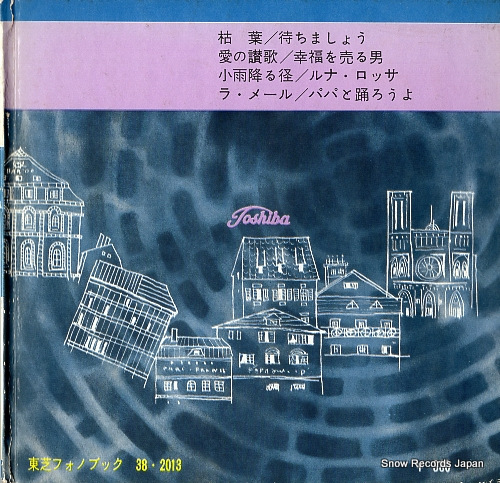 枯　葉／待ちましょう
愛の讃歌／幸福を売る男
小雨降る径／ルナ・ロッサ
ラ・メール／パパと踊ろうよ
Toshiba
東芝フォノブック 38・2013
Snow Records Japan